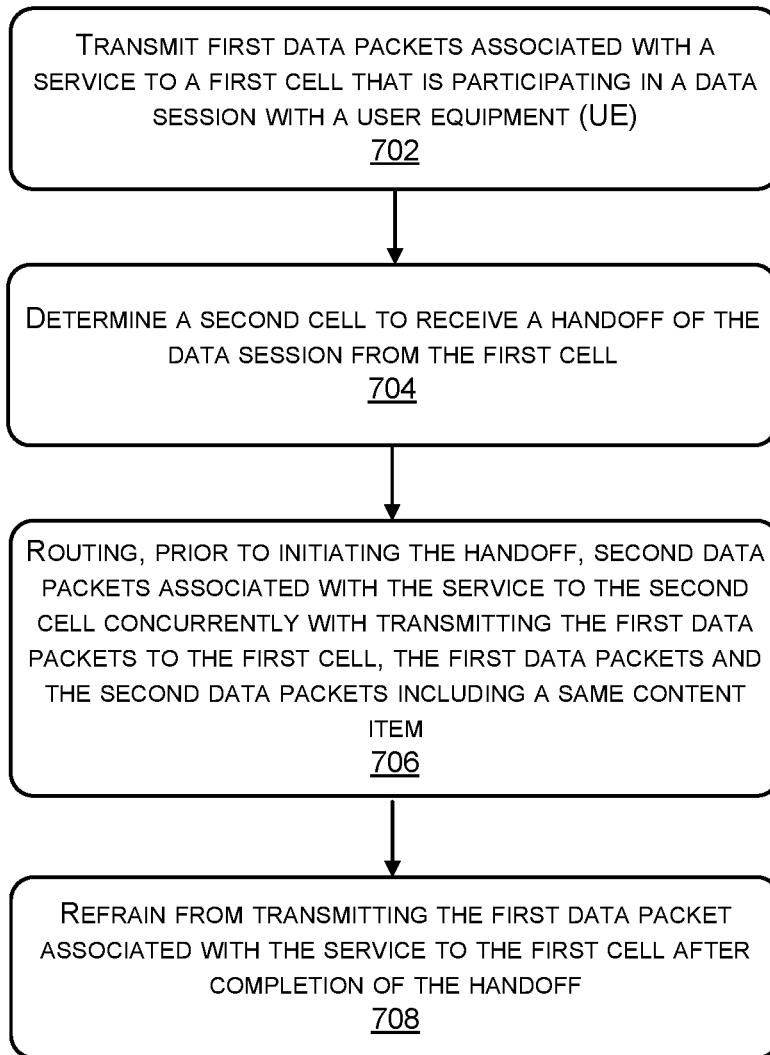 TRANSMIT FIRST DATA PACKETS ASSOCIATED WITH A
SERVICE TO A FIRST CELL THAT IS PARTICIPATING IN A DATA
SESSION WITH A USER EQUIPMENT (UE)
702
DETERMINE A SECOND CELL TO RECEIVE A HANDOFF OF THE
DATA SESSION FROM THE FIRST CELL
704
ROUTING, PRIOR TO INITIATING THE HANDOFF, SECOND DATA
PACKETS ASSOCIATED WITH THE SERVICE TO THE SECOND
CELL CONCURRENTLY WITH TRANSMITTING THE FIRST DATA
PACKETS TO THE FIRST CELL, THE FIRST DATA PACKETS AND
THE SECOND DATA PACKETS INCLUDING A SAME CONTENT
ITEM
706
REFRAIN FROM TRANSMITTING THE FIRST DATA PACKET
ASSOCIATED WITH THE SERVICE TO THE FIRST CELL AFTER
COMPLETION OF THE HANDOFF
708